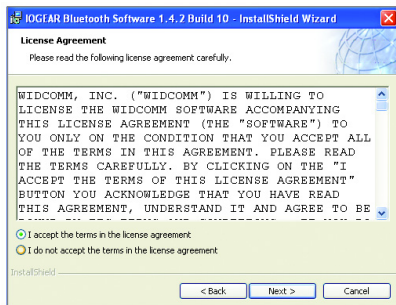 IOGEAR Bluetooth Software 1.4.2 Build 10 - InstallShield Wizard
License Agreement
Please read the following license agreement carefully.
WIDCOMM, INC. ("WIDCOMM") IS WILLING TO
LICENSE THE WIDCOMM SOFTWARE ACCOMPANYING
THIS LICENSE AGREEMENT (THE "SOFTWARE") TO
YOU ONLY ON THE CONDITION THAT YOU ACCEPT ALL
OF THE TERMS IN THIS AGREEMENT. PLEASE READ
THE TERMS CAREFULLY. BY CLICKING ON THE "I
ACCEPT THE TERMS OF THIS LICENSE AGREEMENT"
BUTTON YOU ACKNOWLEDGE THAT YOU HAVE READ
THIS AGREEMENT, UNDERSTAND IT AND AGREE TO BE
I accept the terms in the license agreement
I do not accept the terms in the license agreement
InstallShield
< Back Next > Cancel